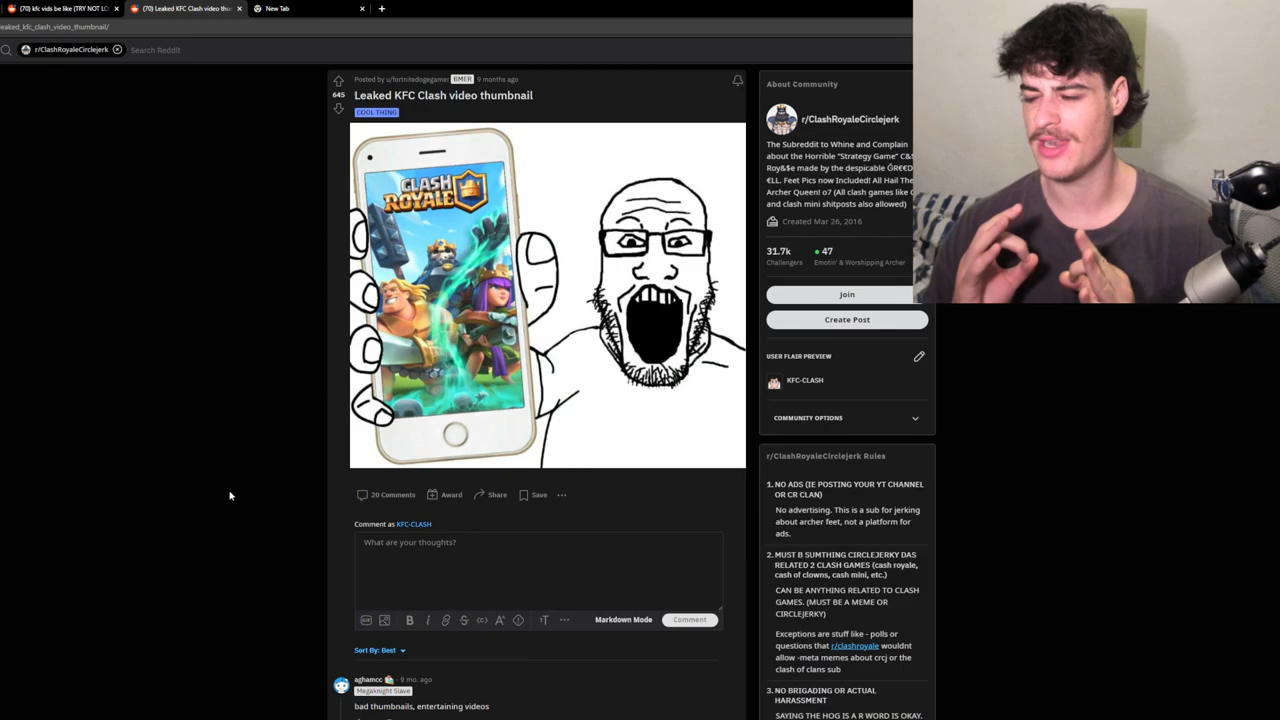 (70) kfc vids be like (TRY NOT LO
(70) Leaked KFC Clash video thu
New Tab
eaked_kfc_clash_video_thumbnail/
r/ClashRoyaleCirclejerk
Search Reddit
Posted by u/fortnitedogegamer BMER 9 months ago
645
Leaked KFC Clash video thumbnail
COOL THING
CLASH
ROYALE
20 Comments
Award
Share
Save
Comment as KFC-CLASH
What are your thoughts?
Markdown Mode
Comment
Sort By: Best
aghamcc · 9 mo. ago
Megaknight Slave
bad thumbnails, entertaining videos
About Community
r/ClashRoyaleCirclejerk
The Subreddit to Whine and Complain
about the Horrible "Strategy Game" C&$
Roy&$e made by the despicable ĞR€€D
€LL. Feet Pics now Included! All Hail The
Archer Queen! o7 (All clash games like C
and clash mini shitposts also allowed)
Created Mar 26, 2016
31.7k
Challengers
47
Emotin' & Worshipping Archer
Join
Create Post
USER FLAIR PREVIEW
KFC-CLASH
COMMUNITY OPTIONS
r/ClashRoyaleCirclejerk Rules
1. NO ADS (IE POSTING YOUR YT CHANNEL
OR CR CLAN)
No advertising. This is a sub for jerking
about archer feet, not a platform for
ads.
2. MUST B SUMTHING CIRCLEJERKY DAS
RELATED 2 CLASH GAMES (cash royale,
cash of clowns, cash mini, etc.)
CAN BE ANYTHING RELATED TO CLASH
GAMES. (MUST BE A MEME OR
CIRCLEJERKY)
Exceptions are stuff like - polls or
questions that r/clashroyale wouldnt
allow -meta memes about crcj or the
clash of clans sub
3. NO BRIGADING OR ACTUAL
HARASSMENT
SAYING THE HOG IS A R WORD IS OKAY.